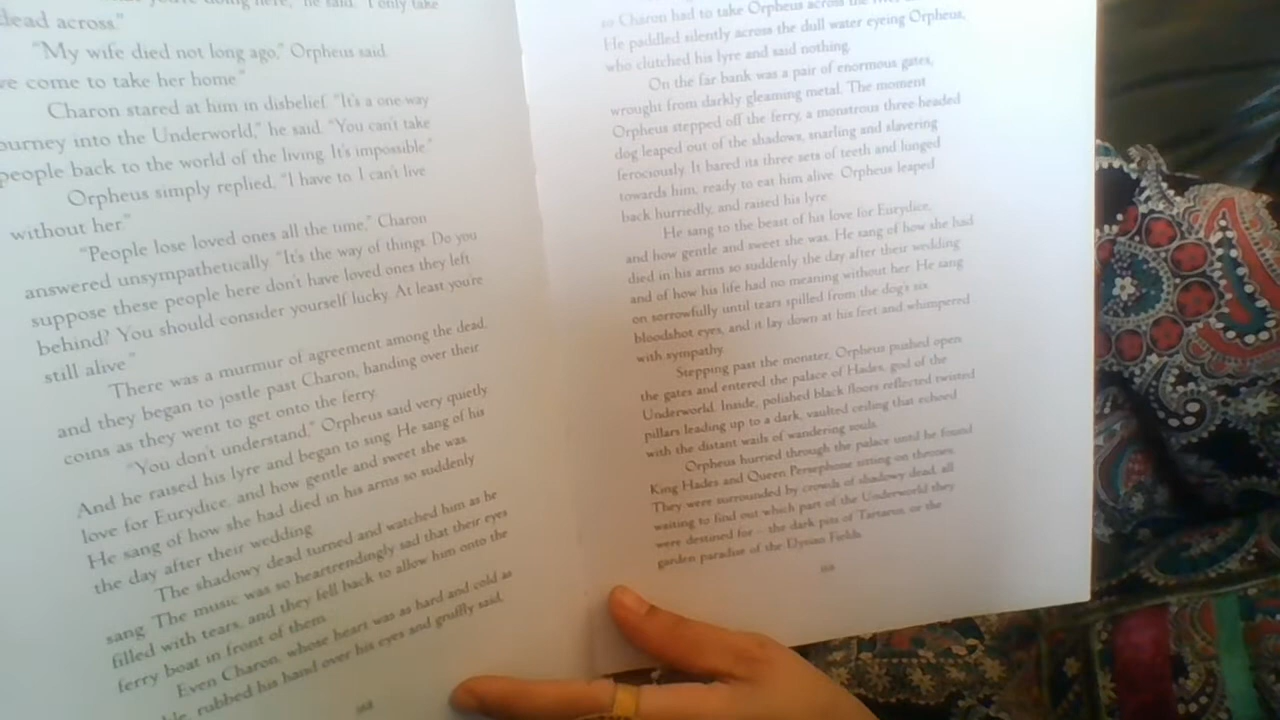 you're doing here," he said. "I only take
dead across."
"My wife died not long ago," Orpheus said.
've come to take her home."
Charon stared at him in disbelief. "It's a one way
ourney into the Underworld," he said. "You can't take
people back to the world of the living. It's impossible."
Orpheus simply replied, "I have to. I can't live
without her."
"People lose loved ones all the time," Charon
answered unsympathetically. "It's the way of things. Do you
suppose these people here don't have loved ones they left
behind? You should consider yourself lucky. At least you're
still alive."
There was a murmur of agreement among the dead,
and they began to jostle past Charon, handing over their
coins as they went to get onto the ferry.
"You don't understand," Orpheus said very quietly.
And he raised his lyre and began to sing. He sang of his
love for Eurydice, and how gentle and sweet she was.
He sang of how she had died in his arms so suddenly
the day after their wedding.
The shadowy dead turned and watched him as he
sang. The music was so heartrendingly sad that their eyes
filled with tears, and they fell back to allow him onto the
ferry boat in front of them.
Even Charon, whose heart was as hard and cold as
rubbed his hand over his eyes and gruffly said,
168
so Charon had to take Orpheus across the
He paddled silently across the dull water eyeing Orpheus,
who clutched his lyre and said nothing.
On the far bank was a pair of enormous gates,
wrought from darkly gleaming metal. The moment
Orpheus stepped off the ferry, a monstrous three-headed
dog leaped out of the shadows, snarling and slavering
ferociously. It bared its three sets of teeth and lunged
towards him, ready to eat him alive. Orpheus leaped
back hurriedly, and raised his lyre.
He sang to the beast of his love for Eurydice,
and how gentle and sweet she was. He sang of how she had
died in his arms so suddenly the day after their wedding
and of how his life had no meaning without her. He sang
on sorrowfully until tears spilled from the dog's six
bloodshot eyes, and it lay down at his feet and whimpered
with sympathy.
Stepping past the monster, Orpheus pushed open
the gates and entered the palace of Hades, god of the
Underworld. Inside, polished black floors reflected twisted
pillars leading up to a dark, vaulted ceiling that echoed
with the distant wails of wandering souls.
Orpheus hurried through the palace until he found
King Hades and Queen Persephone sitting on thrones.
They were surrounded by crowds of shadowy dead, all
waiting to find out which part of the Underworld they
were destined for – the dark pits of Tartarus, or the
garden paradise of the Elysian Fields.